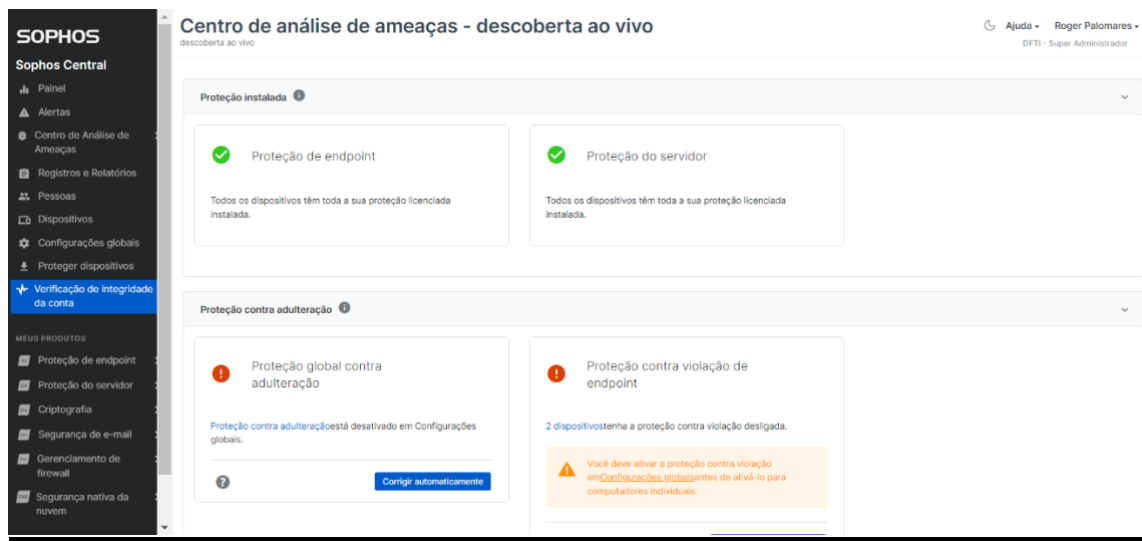 SOPHOS
Sophos Central
Painel
Alertas
Centro de Análise de
Ameaças
Registros e Relatórios
Pessoas
Dispositivos
Configurações globais
Proteger dispositivos
Verificação de integridade
da conta
MEUS PRODUTOS
Proteção de endpoint
Proteção do servidor
Criptografia
Segurança de e-mail
Gerenciamento de
firewall
Segurança nativa da
nuvem
Centro de análise de ameaças - descoberta ao vivo
descoberta ao vivo
Ajuda
Roger Palomares
DFTI - Super Administrador
Proteção instalada
Proteção de endpoint
Todos os dispositivos têm toda a sua proteção licenciada
instalada.
Proteção do servidor
Todos os dispositivos têm toda a sua proteção licenciada
instalada.
Proteção contra adulteração
Proteção global contra
adulteração
Proteção contra adulteraçãoestá desativado em Configurações
globais.
Corrigir automaticamente
Proteção contra violação de
endpoint
2 dispositivostenha a proteção contra violação desligada.
Você deve ativar a proteção contra violação
emConfigurações globaisantes de ativá-lo para
computadores individuais.